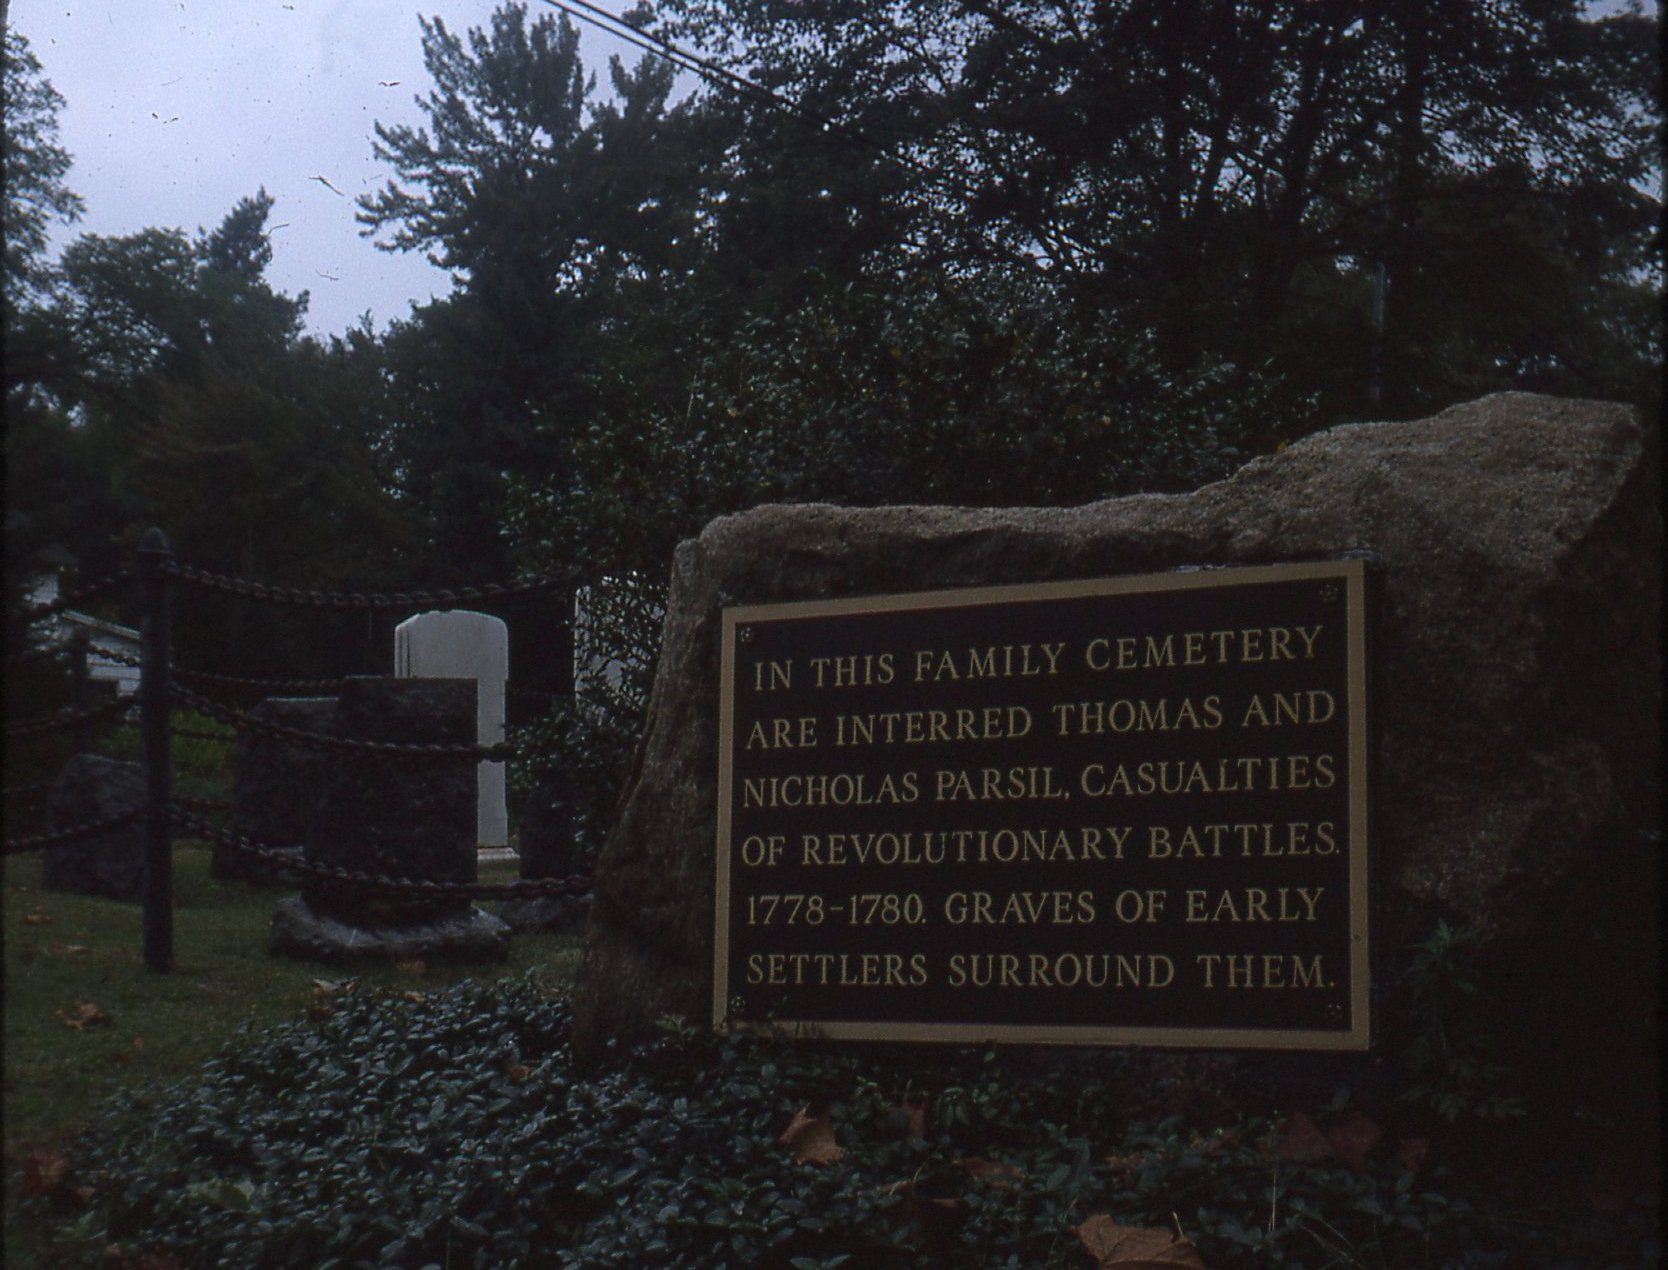 IN THIS FAMILY CEMETERY
ARE INTERRED THOMAS AND
NICHOLAS PARSIL, CASUALTIES
OF REVOLUTIONARY BATTLES.
1778-1780. GRAVES OF EARLY
SETTLERS SURROUND THEM.